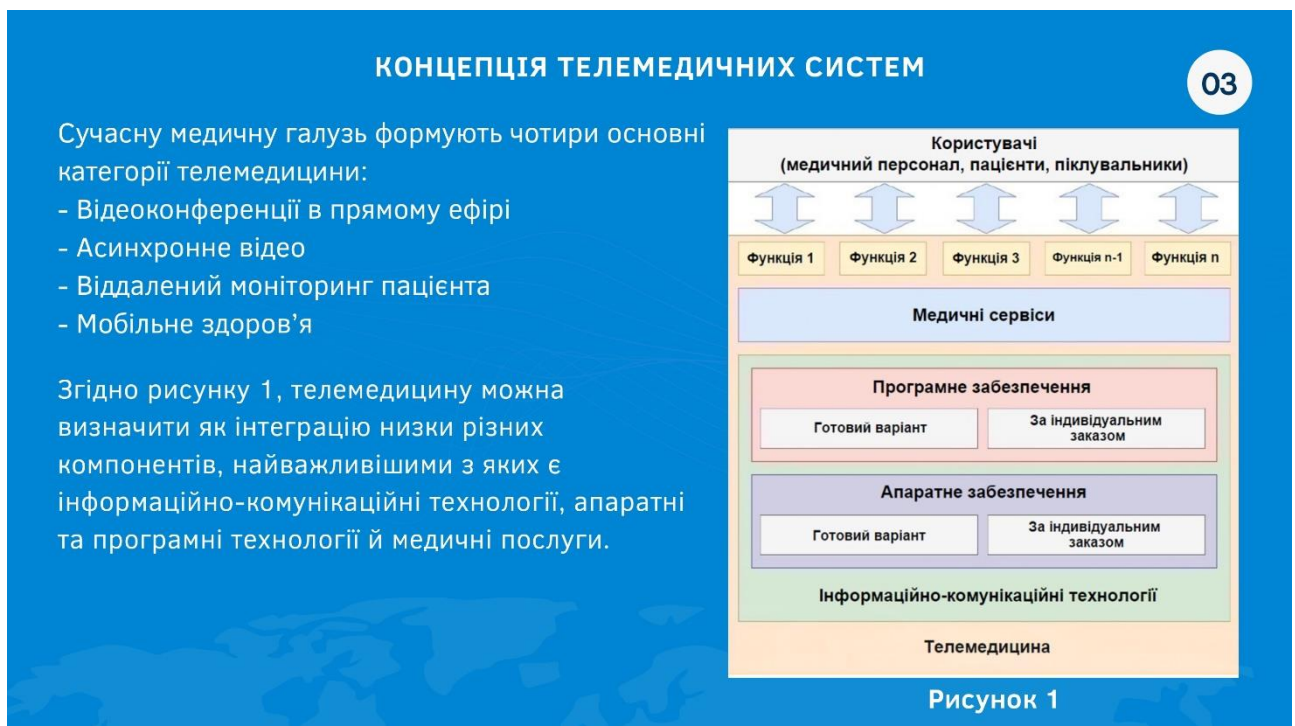 КОНЦЕПЦІЯ ТЕЛЕМЕДИЧНИХ СИСТЕМ
03
Сучасну медичну галузь формують чотири основні
категорії телемедицини:
- Відеоконференції в прямому ефірі
- Асинхронне відео
- Віддалений моніторинг пацієнта
- Мобільне здоров’я
Згідно рисунку 1, телемедицину можна
визначити як інтеграцію низки різних
компонентів, найважливішими з яких є
інформаційно-комунікаційні технології, апаратні
та програмні технології й медичні послуги.
Користувачі
(медичний персонал, пацієнти, піклувальники)
Функція 1 Функція 2 Функція 3 Функція n-1 Функція n
Медичні сервіси
Програмне забезпечення
Готовий варіант
За індивідуальним
заказом
Апаратне забезпечення
Готовий варіант
За індивідуальним
заказом
Інформаційно-комунікаційні технології
Телемедицина
Рисунок 1